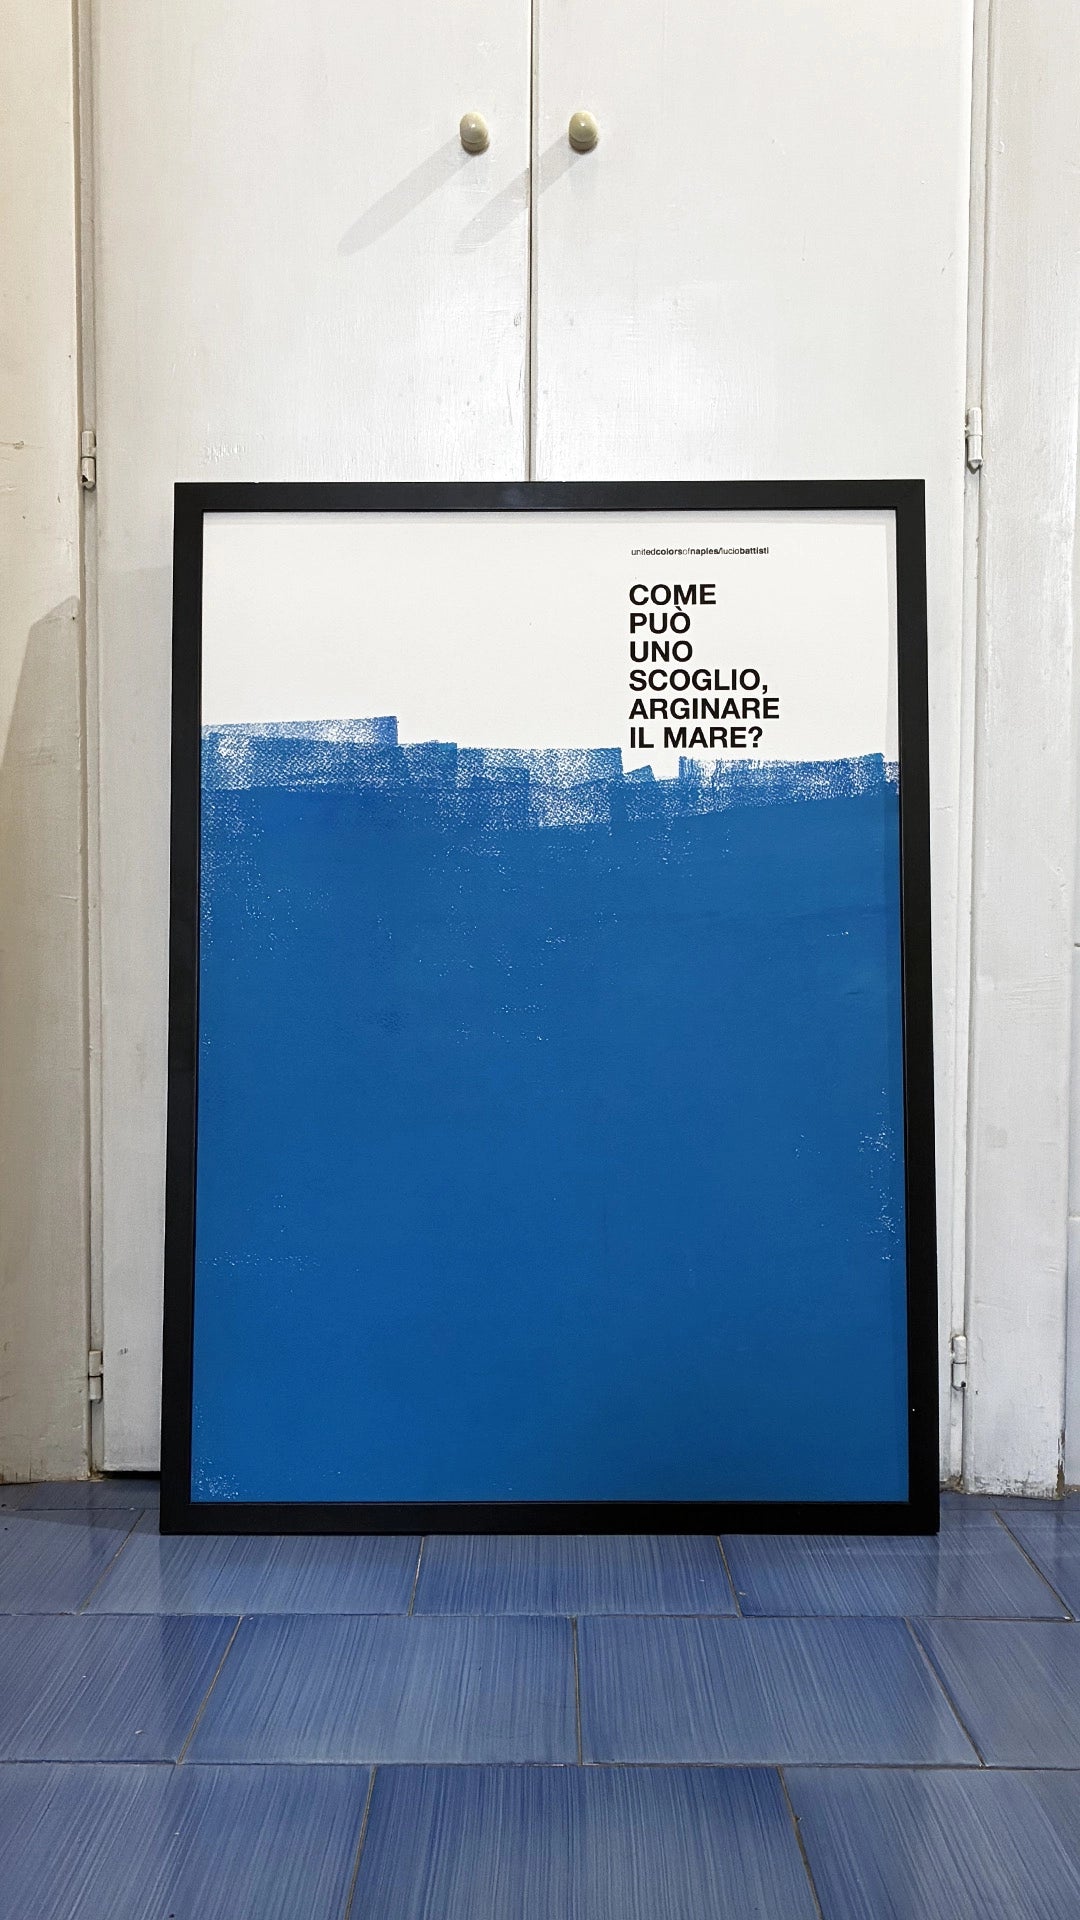 unitedcolorsofnaples/luciobattisti
COME
PUÒ
UNO
SCOGLIO,
ARGINARE
IL MARE?